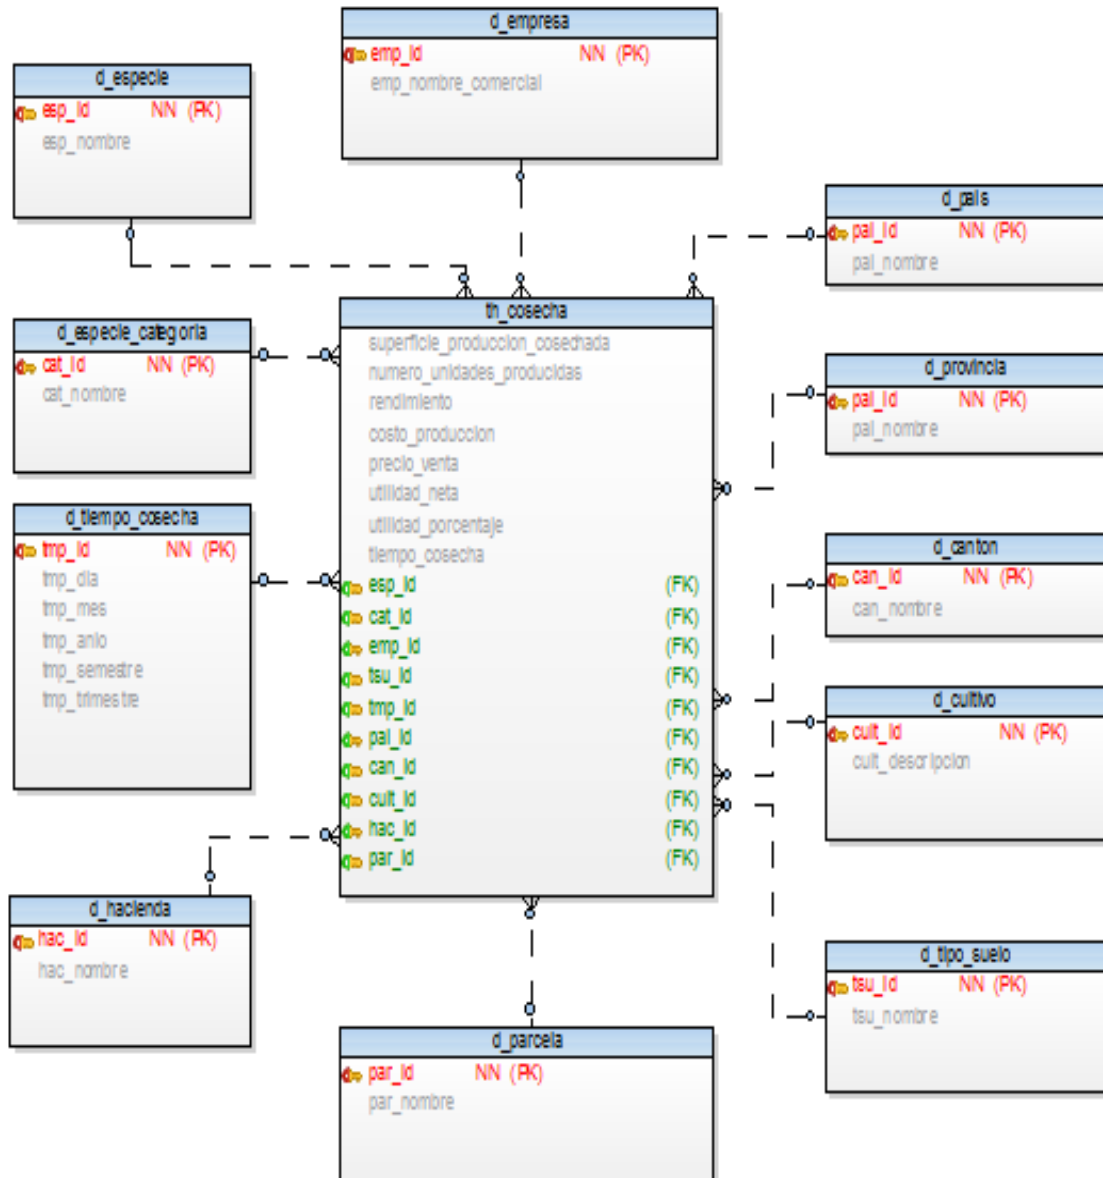 d_empresa
emp_id NN (PK)
emp_nombre_comercial
d_especie
esp_id NN (PK)
esp_nombre
d_pais
pai_id NN (PK)
pai_nombre
d_especie_categoria
cat_id NN (PK)
cat_nombre
th_cosecha
superficie_produccion_cosechada
numero_unidades_producidas
rendimiento
costo_produccion
precio_venta
utilidad_neta
utilidad_porcentaje
tiempo_cosecha
esp_id (FK)
cat_id (FK)
emp_id (FK)
tsu_id (FK)
tmp_id (FK)
pai_id (FK)
can_id (FK)
cult_id (FK)
hac_id (FK)
par_id (FK)
d_provincia
pai_id NN (PK)
pai_nombre
d_tiempo_cosecha
tmp_id NN (PK)
tmp_dia
tmp_mes
tmp_anio
tmp_semestre
tmp_trimestre
d_canton
can_id NN (PK)
can_nombre
d_cultivo
cult_id NN (PK)
cult_descripcion
d_hacienda
hac_id NN (PK)
hac_nombre
d_tipo_suelo
tsu_id NN (PK)
tsu_nombre
d_parcela
par_id NN (PK)
par_nombre